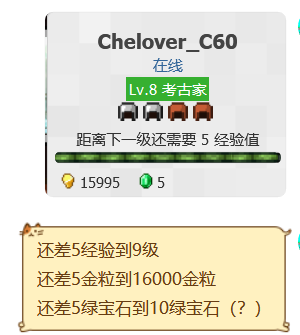 Chelover_C60
在线
Lv.8 考古家
距离下一级还需要 5 经验值
15995 5
还差5经验到9级
还差5金粒到16000金粒
还差5绿宝石到10绿宝石（？）